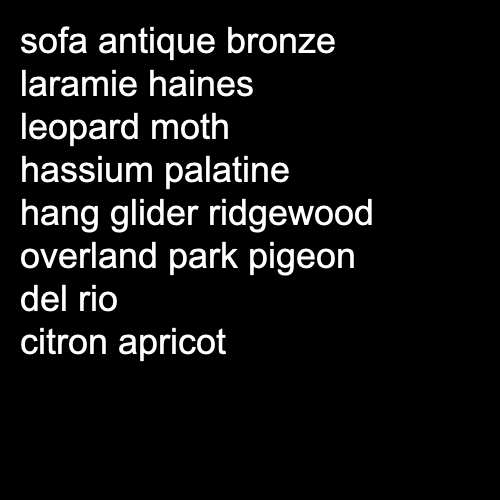 sofa antique bronze
laramie haines
leopard moth
hassium palatine
hang glider ridgewood
overland park pigeon
del rio
citron apricot